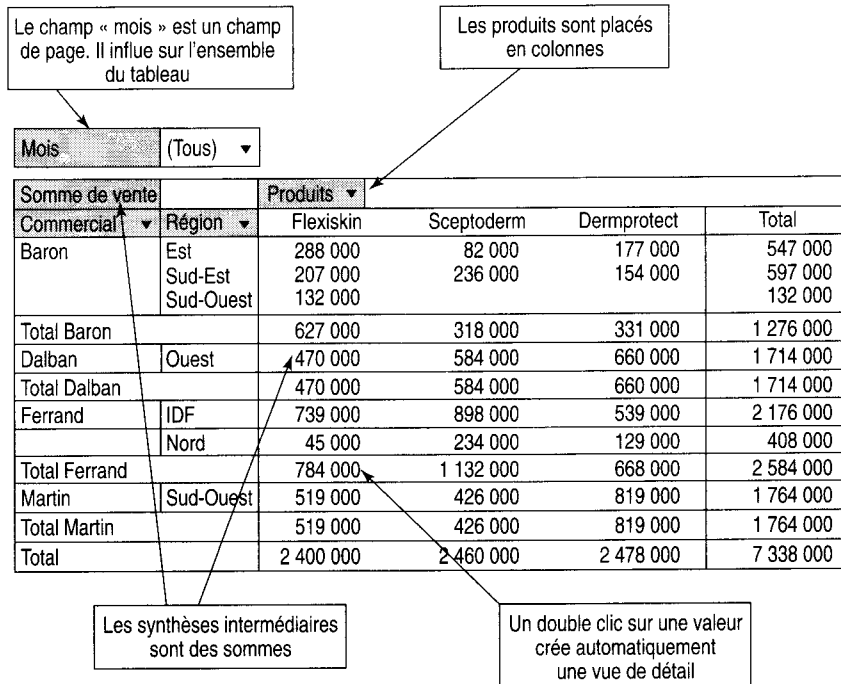 Le champ « mois » est un champ
de page. Il influe sur l'ensemble
du tableau
Les produits sont placés
en colonnes
Mois (Tous)
Somme de vente Produits
Commercial Région Flexiskin Sceptoderm Dermprotect Total
Baron Est 288 000 82 000 177 000 547 000
Sud-Est 207 000 236 000 154 000 597 000
Sud-Ouest 132 000 132 000
Total Baron 627 000 318 000 331 000 1 276 000
Dalban Ouest 470 000 584 000 660 000 1 714 000
Total Dalban 470 000 584 000 660 000 1 714 000
Ferrand IDF 739 000 898 000 539 000 2 176 000
Nord 45 000 234 000 129 000 408 000
Total Ferrand 784 000 1 132 000 668 000 2 584 000
Martin Sud-Ouest 519 000 426 000 819 000 1 764 000
Total Martin 519 000 426 000 819 000 1 764 000
Total 2 400 000 2 460 000 2 478 000 7 338 000
Les synthèses intermédiaires
sont des sommes
Un double clic sur une valeur
crée automatiquement
une vue de détail